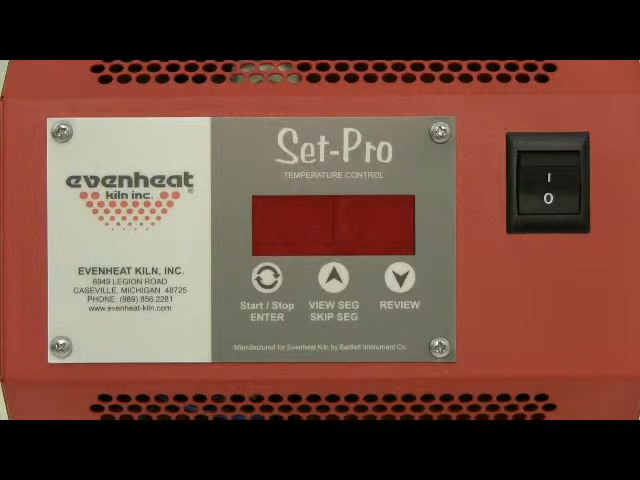 evenheat®
kiln inc.
EVENHEAT KILN, INC.
6949 LEGION ROAD
CASEVILLE, MICHIGAN 48725
PHONE: (989) 856.2281
www.evenheat-kiln.com
Set-Pro
TEMPERATURE CONTROL
Start / Stop
ENTER
VIEW SEG
SKIP SEG
REVIEW
Manufactured for Evenheat Kiln by Bartlett Instrument Co.
I
O